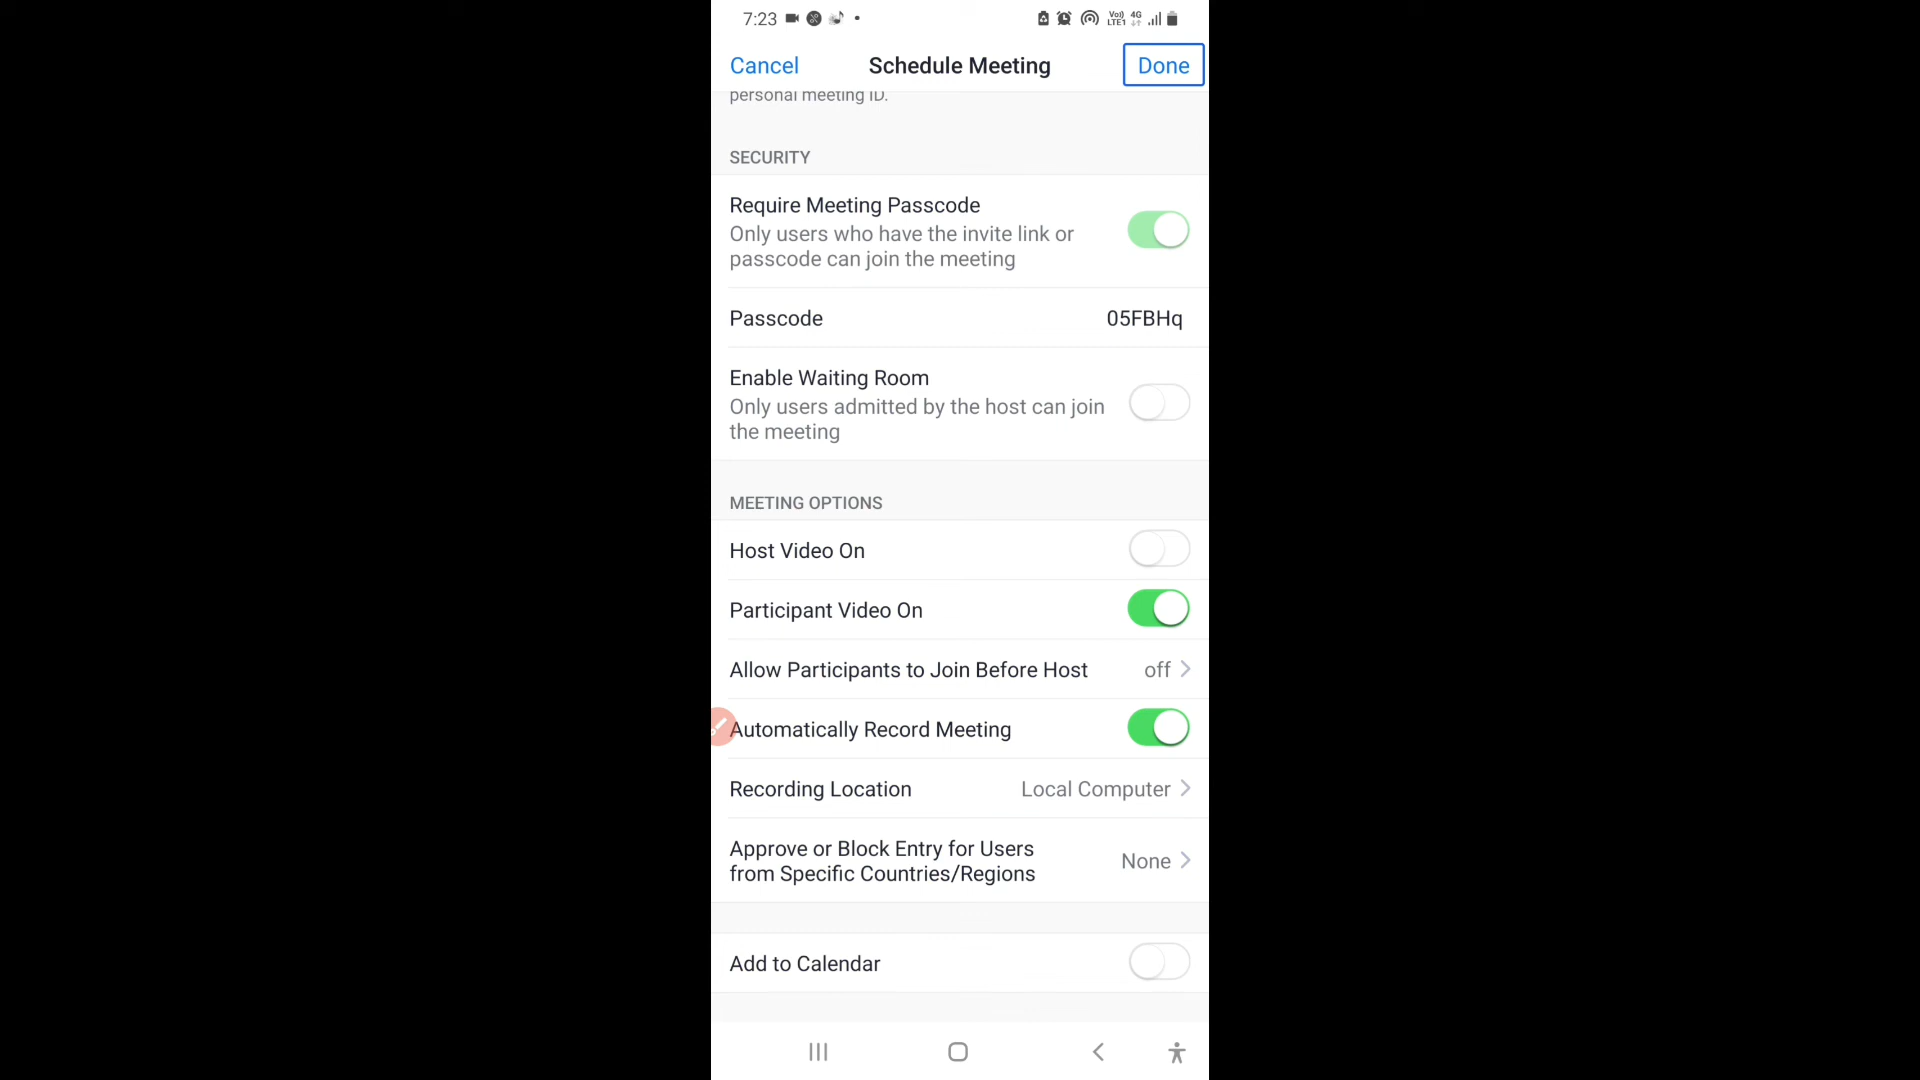 7:23
Vo) 4G
LTE1
Cancel Schedule Meeting Done
personal meeting ID.
SECURITY
Require Meeting Passcode
Only users who have the invite link or
passcode can join the meeting
Passcode 05FBHq
Enable Waiting Room
Only users admitted by the host can join
the meeting
MEETING OPTIONS
Host Video On
Participant Video On
Allow Participants to Join Before Host off
Automatically Record Meeting
Recording Location Local Computer
Approve or Block Entry for Users
from Specific Countries/Regions None
Add to Calendar